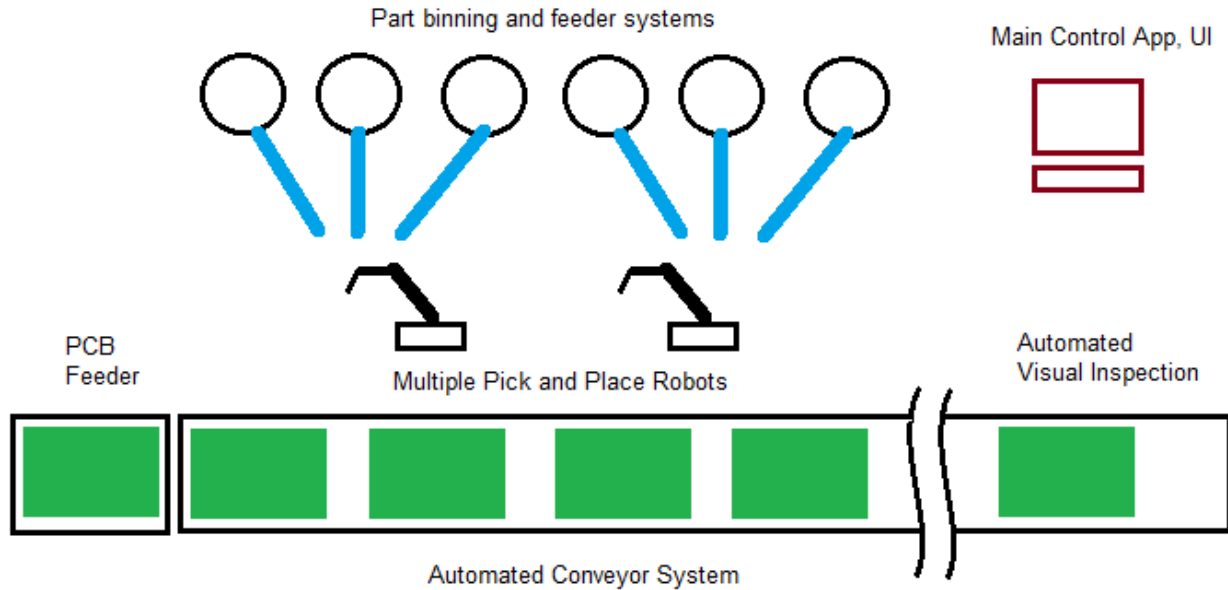 Part binning and feeder systems
Main Control App, UI
PCB
Feeder
Multiple Pick and Place Robots
Automated
Visual Inspection
Automated Conveyor System